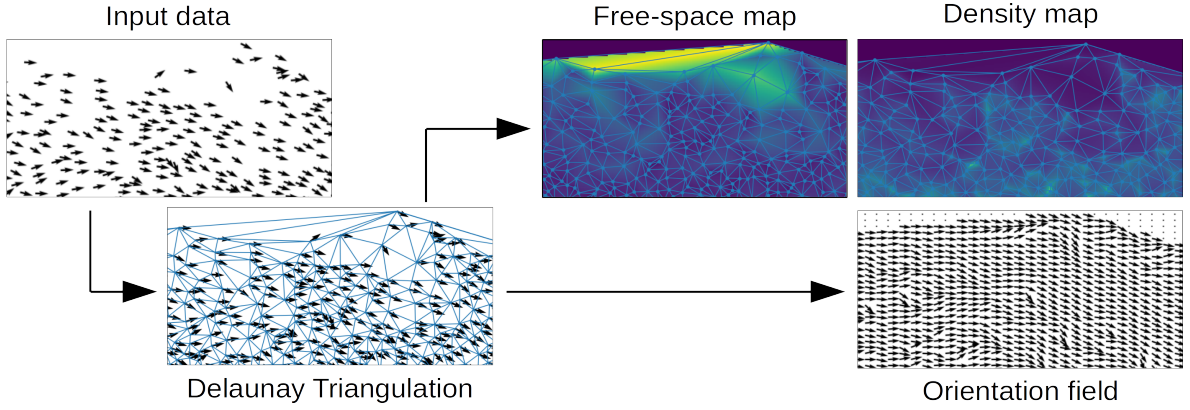 Input data
Free-space map
Density map
Delaunay Triangulation
Orientation field